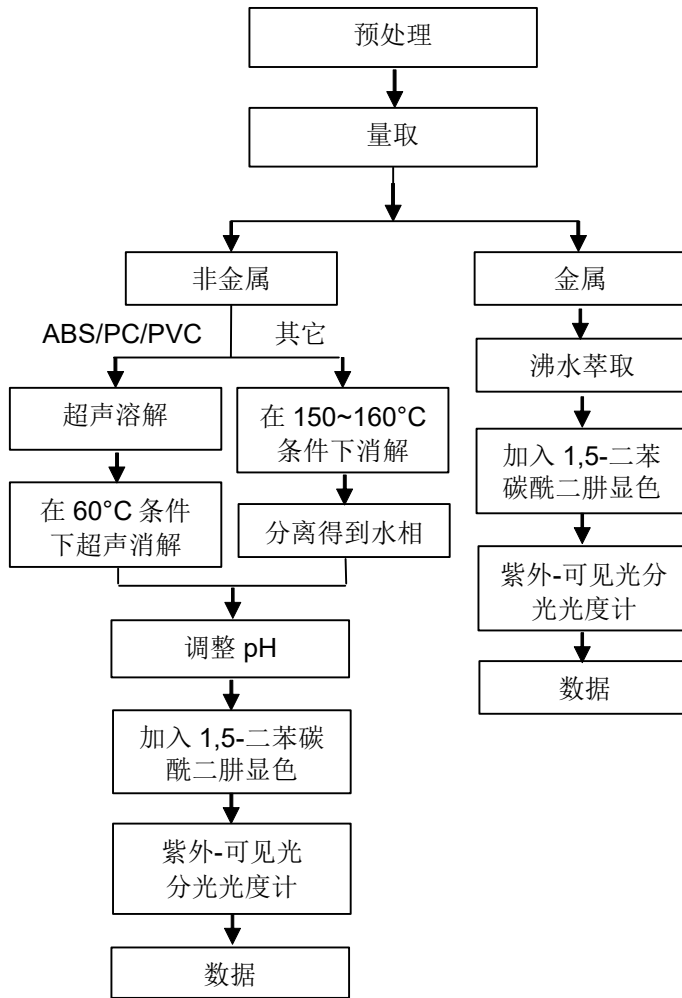 预处理
量取
非金属
金属
ABS/PC/PVC
其它
沸水萃取
超声溶解
在 150~160°C
条件下消解
加入 1,5-二苯
碳酰二肼显色
在 60°C 条件
下超声消解
分离得到水相
紫外-可见光分
光光度计
调整 pH
数据
加入 1,5-二苯碳
酰二肼显色
紫外-可见光
分光光度计
数据